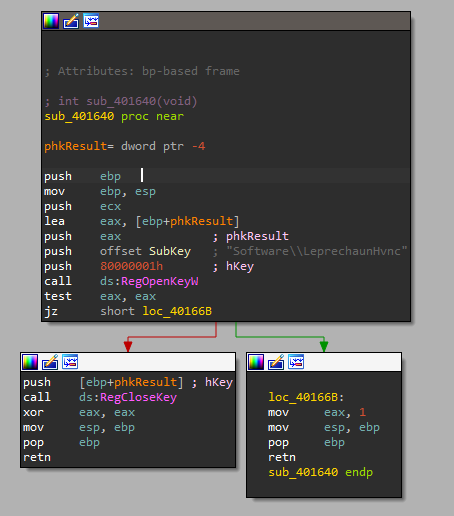 ; Attributes: bp-based frame
; int sub_401640(void)
sub_401640 proc near
phkResult= dword ptr -4
push ebp
mov ebp, esp
push ecx
lea eax, [ebp+phkResult]
push eax ; phkResult
push offset SubKey ; "Software\\LeprechaunHvnc"
push 80000001h ; hKey
call ds:RegOpenKeyW
test eax, eax
jz short loc_40166B
push [ebp+phkResult] ; hKey
call ds:RegCloseKey
xor eax, eax
mov esp, ebp
pop ebp
retn
loc_40166B:
mov eax, 1
mov esp, ebp
pop ebp
retn
sub_401640 endp